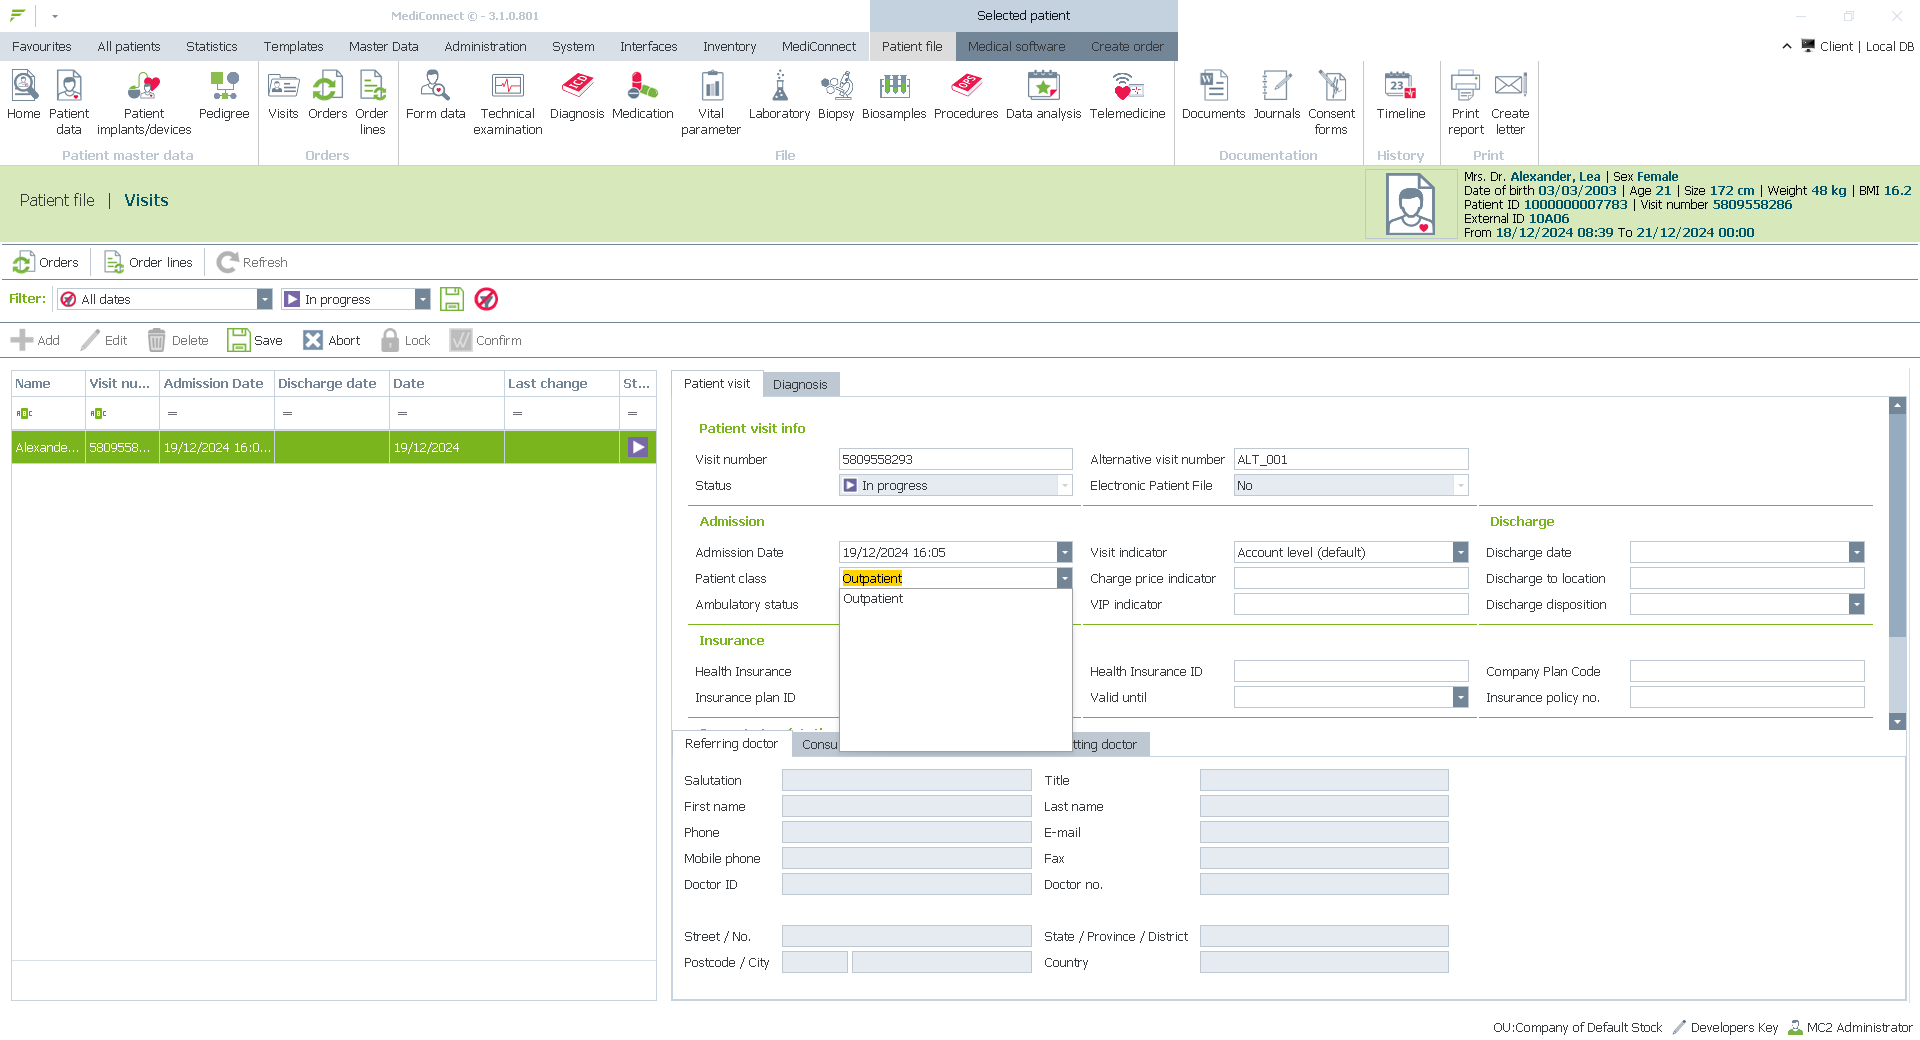 MediConnect © - 3.1.0.801
Selected patient
Favourites All patients Statistics Templates Master Data Administration System Interfaces Inventory MediConnect Patient file Medical software Create order
Client | Local DB
Home Patient data Patient implants/devices Pedigree Visits Orders Order lines Form data Technical examination Diagnosis Medication Vital parameter Laboratory Biopsy Biosamples Procedures Data analysis Telemedicine Documents Journals Consent forms Timeline Print report Create letter
Patient master data Orders File Documentation History Print
Patient file | Visits
Mrs. Dr. Alexander, Lea | Sex Female
Date of birth 03/03/2003 | Age 21 | Size 172 cm | Weight 48 kg | BMI 16.2
Patient ID 1000000007783 | Visit number 5809558286
External ID 10A06
From 18/12/2024 08:39 To 21/12/2024 00:00
Orders Order lines Refresh
Filter: All dates In progress
Add Edit Delete Save Abort Lock Confirm
Name Visit nu... Admission Date Discharge date Date Last change St...
ABC ABC = = = = =
Alexande... 5809558... 19/12/2024 16:0... 19/12/2024
Patient visit Diagnosis
Patient visit info
Visit number 5809558293 Alternative visit number ALT_001
Status In progress Electronic Patient File No
Admission Discharge
Admission Date 19/12/2024 16:05 Visit indicator Account level (default) Discharge date
Patient class Outpatient Charge price indicator Discharge to location
Outpatient
Ambulatory status VIP indicator Discharge disposition
Insurance
Health Insurance Health Insurance ID Company Plan Code
Insurance plan ID Valid until Insurance policy no.
Referring doctor Consu tting doctor
Salutation Title
First name Last name
Phone E-mail
Mobile phone Fax
Doctor ID Doctor no.
Street / No. State / Province / District
Postcode / City Country
OU:Company of Default Stock Developers Key MC2 Administrator